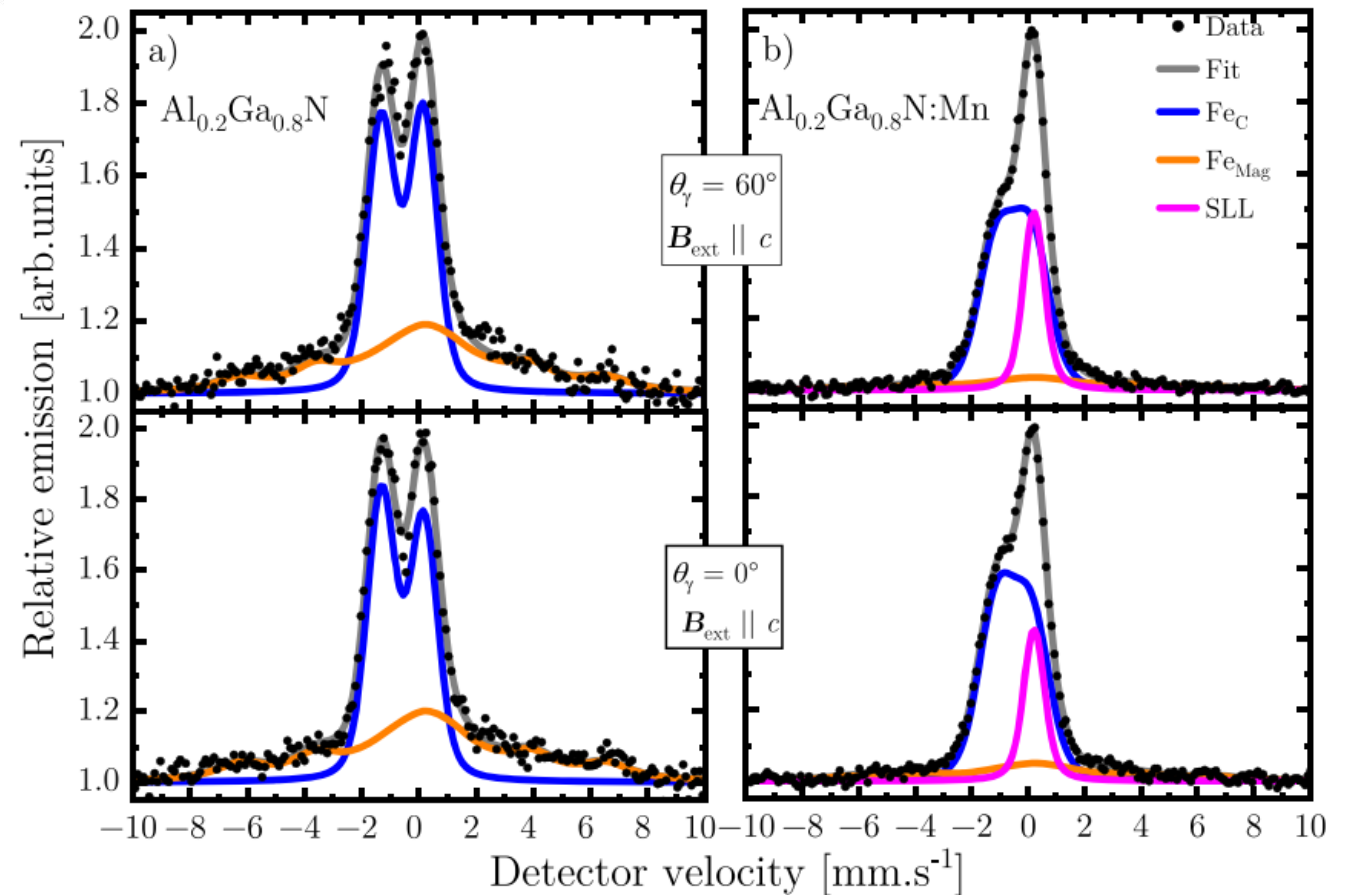 a)
Al0.2Ga0.8N
b)
Al0.2Ga0.8N:Mn
Data
Fit
FeC
FeMag
SLL
θγ = 60°
Bext || c
θγ = 0°
Bext || c
Relative emission [arb.units]
2.0
1.8
1.6
1.4
1.2
1.0
2.0
1.8
1.6
1.4
1.2
1.0
−10 −8 −6 −4 −2 0 2 4 6 8 10
−10 −8 −6 −4 −2 0 2 4 6 8 10
Detector velocity [mm.s-1]